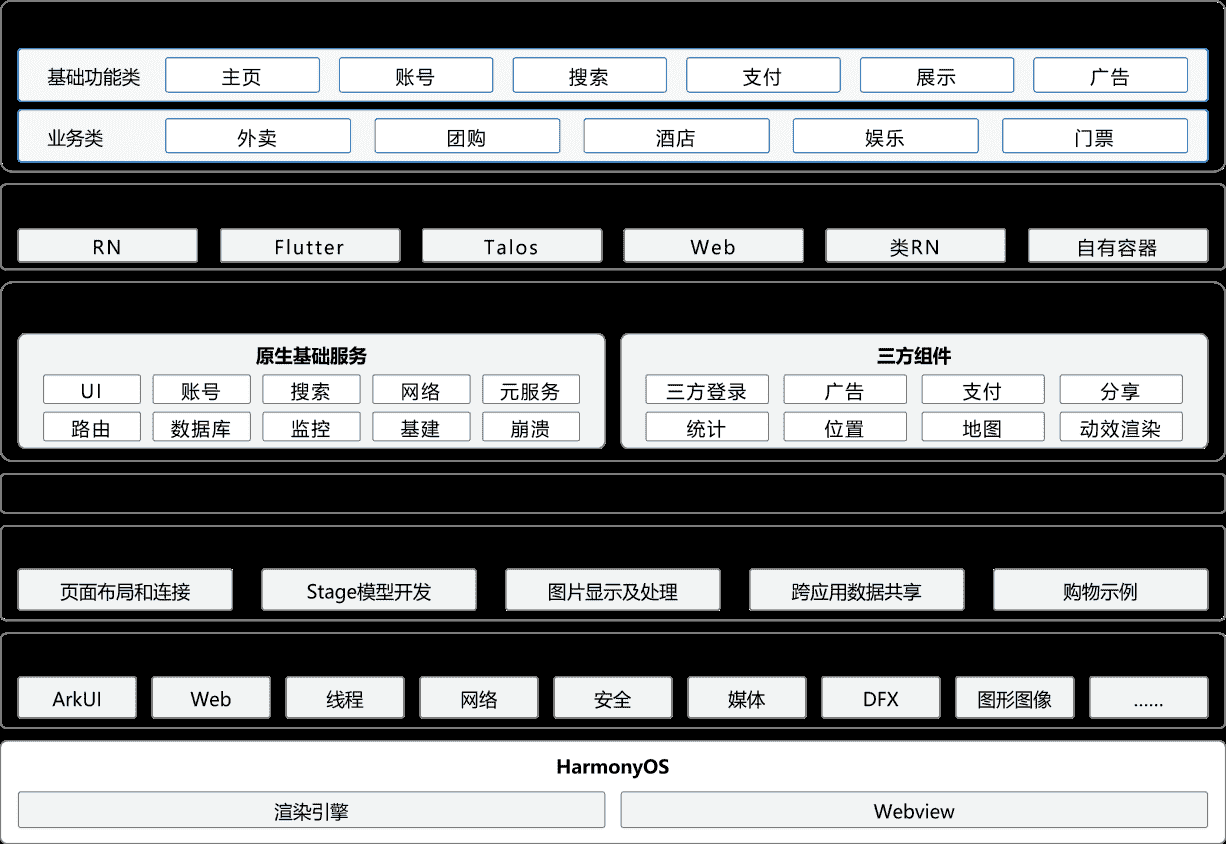 基础功能类 主页 账号 搜索 支付 展示 广告
业务类 外卖 团购 酒店 娱乐 门票
RN Flutter Talos Web 类RN 自有容器
原生基础服务
UI 账号 搜索 网络 元服务
路由 数据库 监控 基建 崩溃
三方组件
三方登录 广告 支付 分享
统计 位置 地图 动效渲染
页面布局和连接 Stage模型开发 图片显示及处理 跨应用数据共享 购物示例
ArkUI Web 线程 网络 安全 媒体 DFX 图形图像 ......
HarmonyOS
渲染引擎 Webview